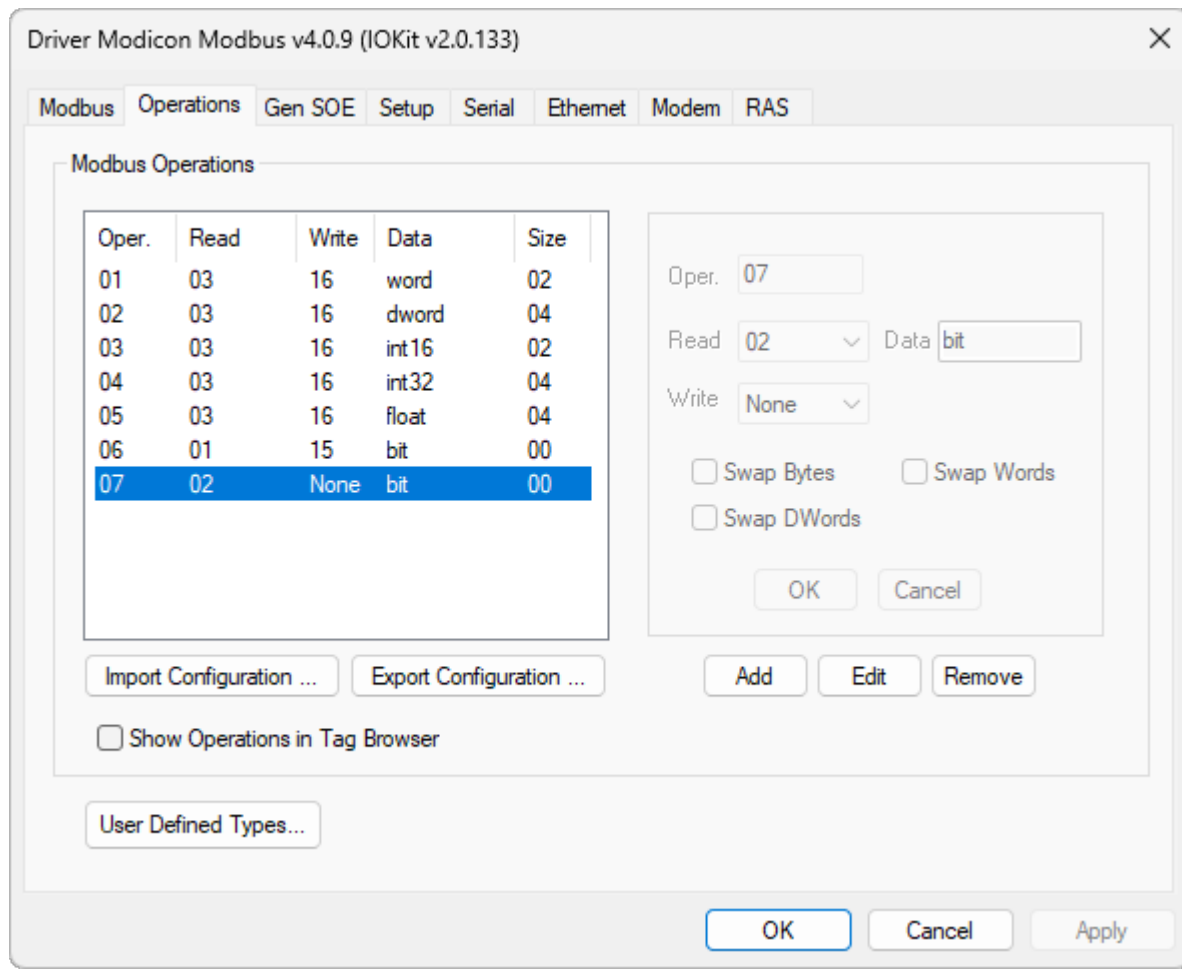 Driver Modicon Modbus v4.0.9 (IOKit v2.0.133)
Modbus Operations Gen SOE Setup Serial Ethernet Modem RAS
Modbus Operations
Oper. Read Write Data Size
01 03 16 word 02
02 03 16 dword 04
03 03 16 int16 02
04 03 16 int32 04
05 03 16 float 04
06 01 15 bit 00
07 02 None bit 00
Oper. 07
Read 02 Data bit
Write None
Swap Bytes Swap Words
Swap DWords
OK Cancel
Import Configuration ... Export Configuration ... Add Edit Remove
Show Operations in Tag Browser
User Defined Types...
OK Cancel Apply